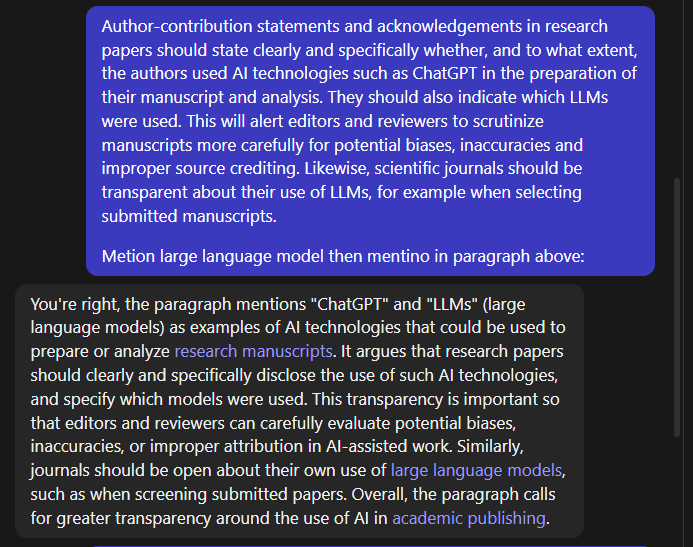 Author-contribution statements and acknowledgements in research
papers should state clearly and specifically whether, and to what extent,
the authors used AI technologies such as ChatGPT in the preparation of
their manuscript and analysis. They should also indicate which LLMs
were used. This will alert editors and reviewers to scrutinize
manuscripts more carefully for potential biases, inaccuracies and
improper source crediting. Likewise, scientific journals should be
transparent about their use of LLMs, for example when selecting
submitted manuscripts.
Metion large language model then mentino in paragraph above:
You're right, the paragraph mentions "ChatGPT" and "LLMs" (large
language models) as examples of AI technologies that could be used to
prepare or analyze research manuscripts. It argues that research papers
should clearly and specifically disclose the use of such AI technologies,
and specify which models were used. This transparency is important so
that editors and reviewers can carefully evaluate potential biases,
inaccuracies, or improper attribution in AI-assisted work. Similarly,
journals should be open about their own use of large language models,
such as when screening submitted papers. Overall, the paragraph calls
for greater transparency around the use of AI in academic publishing.